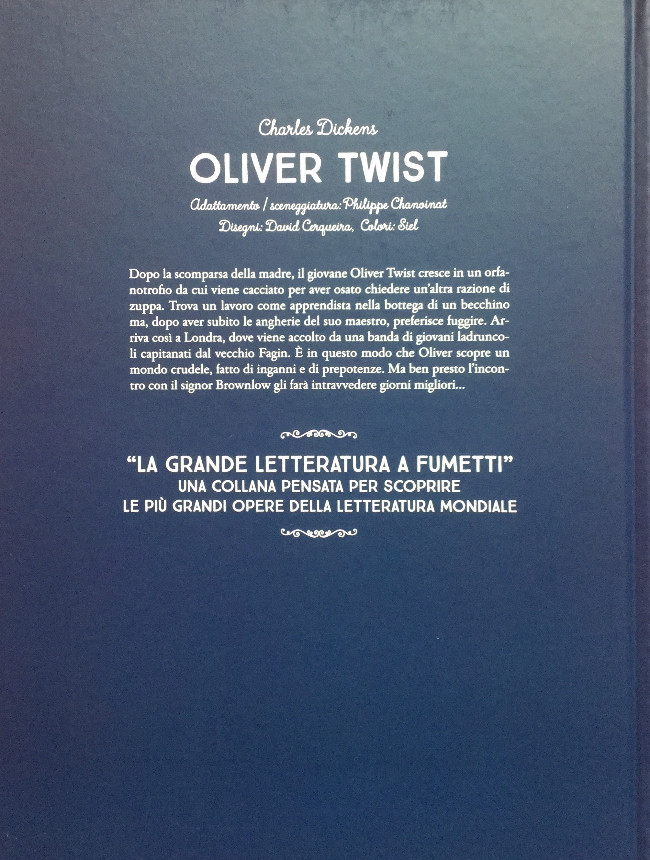 Charles Dickens
OLIVER TWIST
Adattamento / sceneggiatura: Philippe Chanoinat
Disegni: David Cerqueira, Colori: Siel
Dopo la scomparsa della madre, il giovane Oliver Twist cresce in un orfa-
notrofio da cui viene cacciato per aver osato chiedere un'altra razione di
zuppa. Trova un lavoro come apprendista nella bottega di un becchino
ma, dopo aver subito le angherie del suo maestro, preferisce fuggire. Ar-
riva così a Londra, dove viene accolto da una banda di giovani ladrunco-
li capitanati dal vecchio Fagin. È in questo modo che Oliver scopre un
mondo crudele, fatto di inganni e di prepotenze. Ma ben presto l'incon-
tro con il signor Brownlow gli farà intravvedere giorni migliori...
“LA GRANDE LETTERATURA A FUMETTI”
UNA COLLANA PENSATA PER SCOPRIRE
LE PIÙ GRANDI OPERE DELLA LETTERATURA MONDIALE